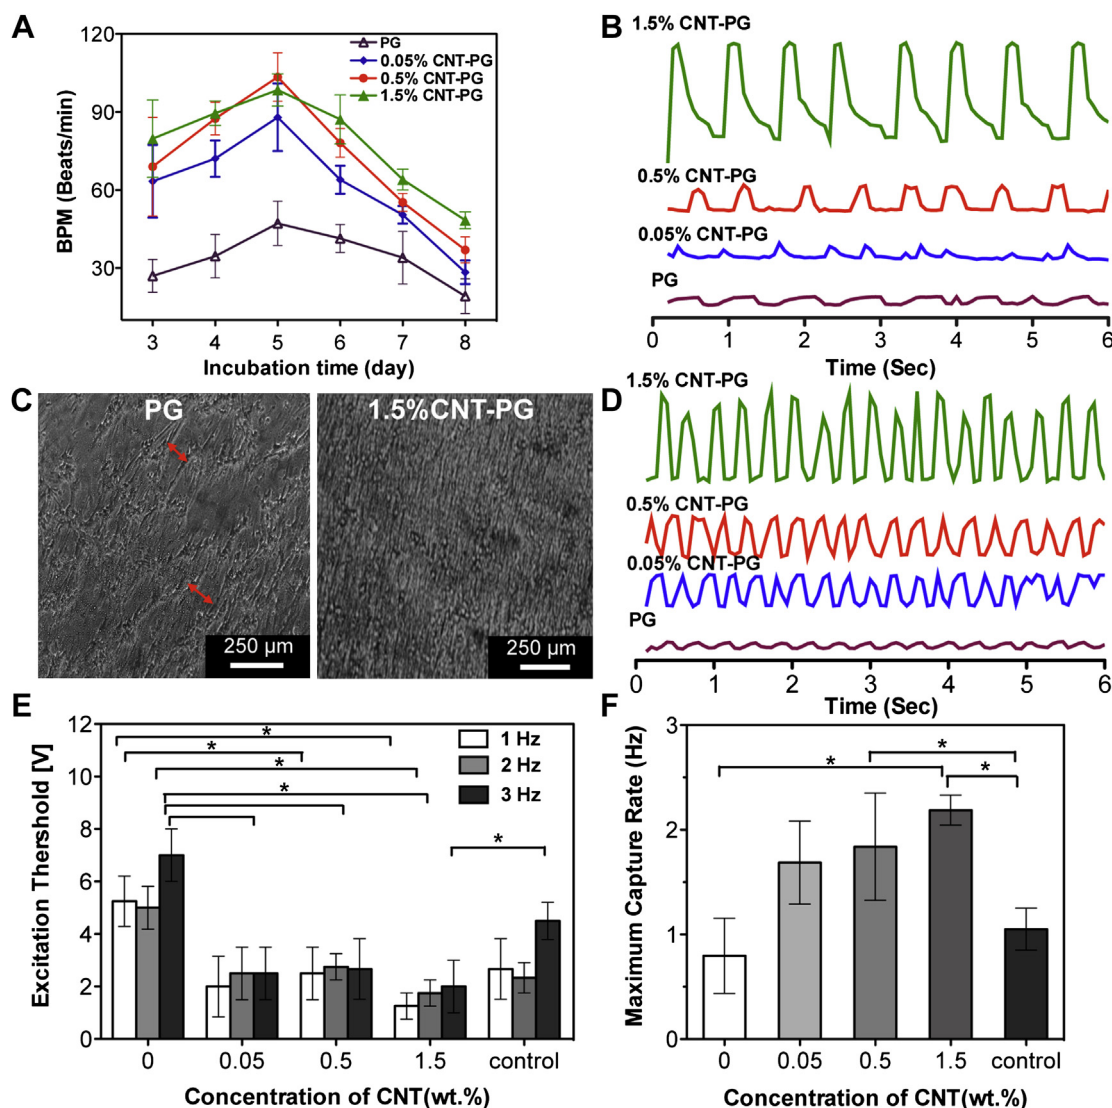 A
120
90
60
30
BPM (Beats/min)
PG
0.05% CNT-PG
0.5% CNT-PG
1.5% CNT-PG
3 4 5 6 7 8
Incubation time (day)
B
1.5% CNT-PG
0.5% CNT-PG
0.05% CNT-PG
PG
0 1 2 3 4 5 6
Time (Sec)
C
PG
250 µm
1.5%CNT-PG
250 µm
D
1.5% CNT-PG
0.5% CNT-PG
0.05% CNT-PG
PG
0 1 2 3 4 5 6
Time (Sec)
E
12
10
8
6
4
2
0
Excitation Thershold [V]
* * * * *
1 Hz
2 Hz
3 Hz
0 0.05 0.5 1.5 control
Concentration of CNT(wt.%)
F
3
2
1
0
Maximum Capture Rate (Hz)
* * *
0 0.05 0.5 1.5 control
Concentration of CNT(wt.%)